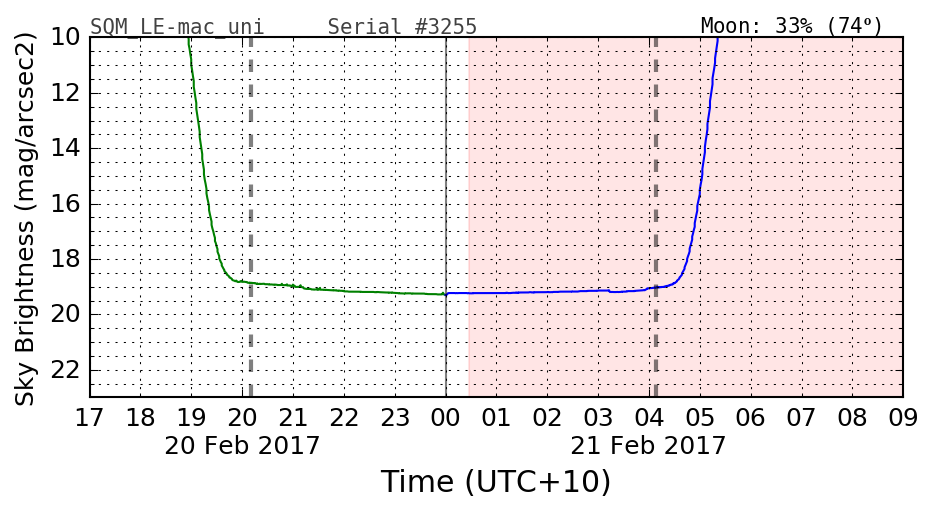 SQM_LE-mac_uni Serial #3255 Moon: 33% (74°)
Sky Brightness (mag/arcsec2)
10
12
14
16
18
20
22
17 18 19 20 21 22 23 00 01 02 03 04 05 06 07 08 09
20 Feb 2017 21 Feb 2017
Time (UTC+10)